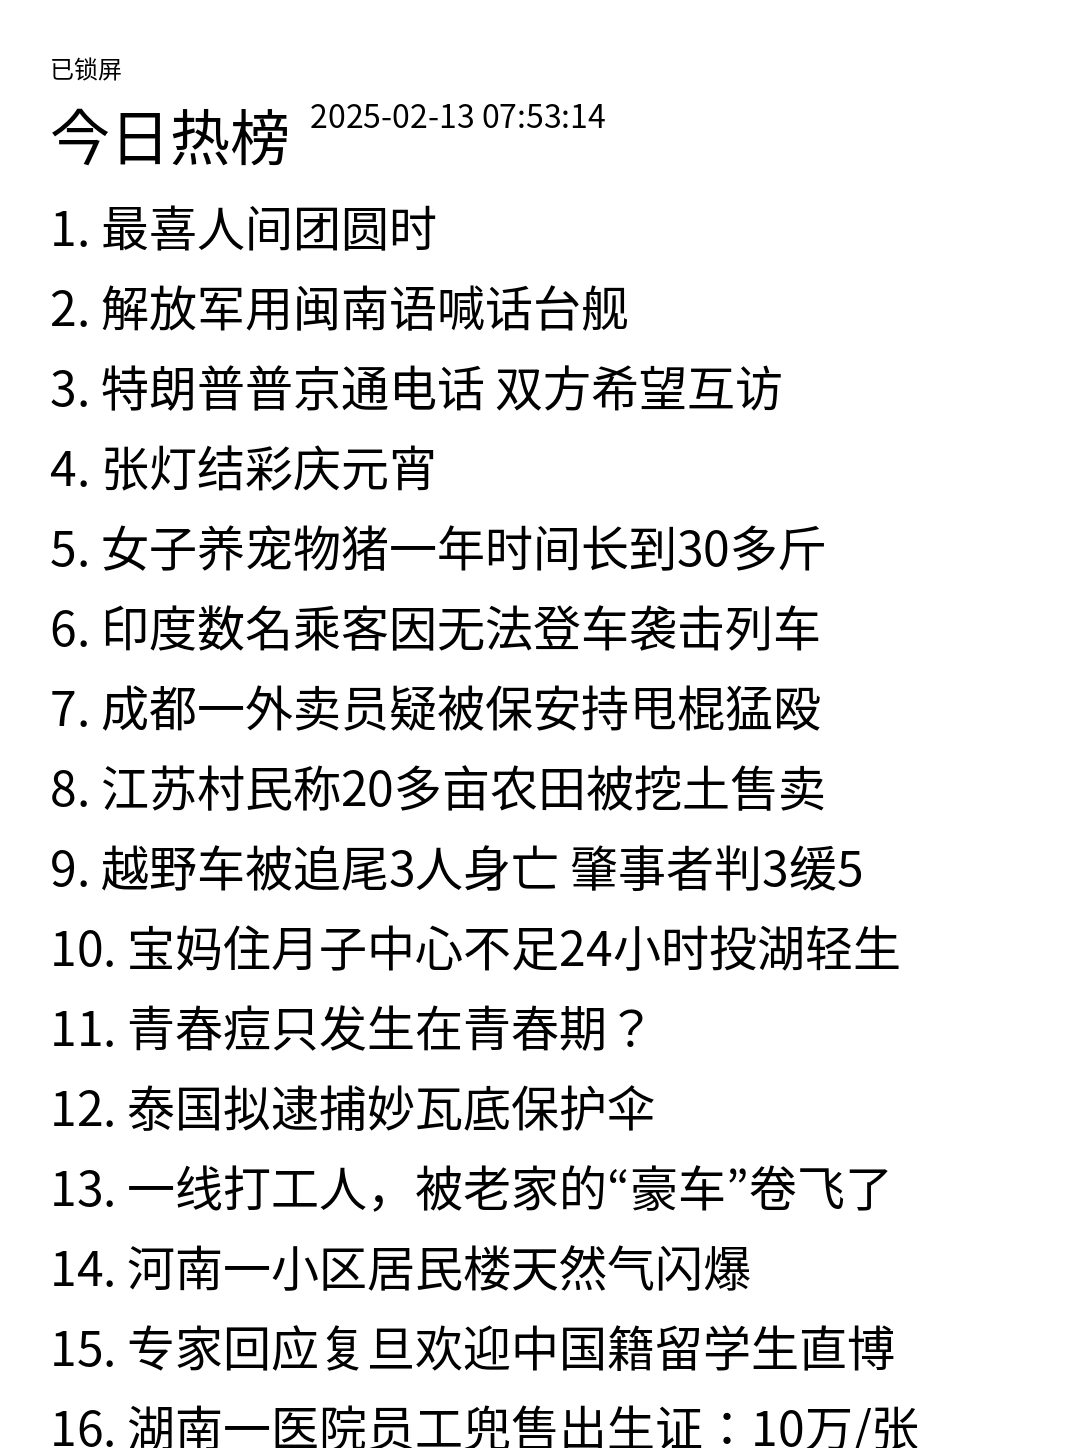 已锁屏
今日热榜 2025-02-13 07:53:14
1. 最喜人间团圆时
2. 解放军用闽南语喊话台舰
3. 特朗普普京通电话 双方希望互访
4. 张灯结彩庆元宵
5. 女子养宠物猪一年时间长到30多斤
6. 印度数名乘客因无法登车袭击列车
7. 成都一外卖员疑被保安持甩棍猛殴
8. 江苏村民称20多亩农田被挖土售卖
9. 越野车被追尾3人身亡 肇事者判3缓5
10. 宝妈住月子中心不足24小时投湖轻生
11. 青春痘只发生在青春期？
12. 泰国拟逮捕妙瓦底保护伞
13. 一线打工人，被老家的“豪车”卷飞了
14. 河南一小区居民楼天然气闪爆
15. 专家回应复旦欢迎中国籍留学生直博
16. 湖南一医院员工兜售出生证：10万/张